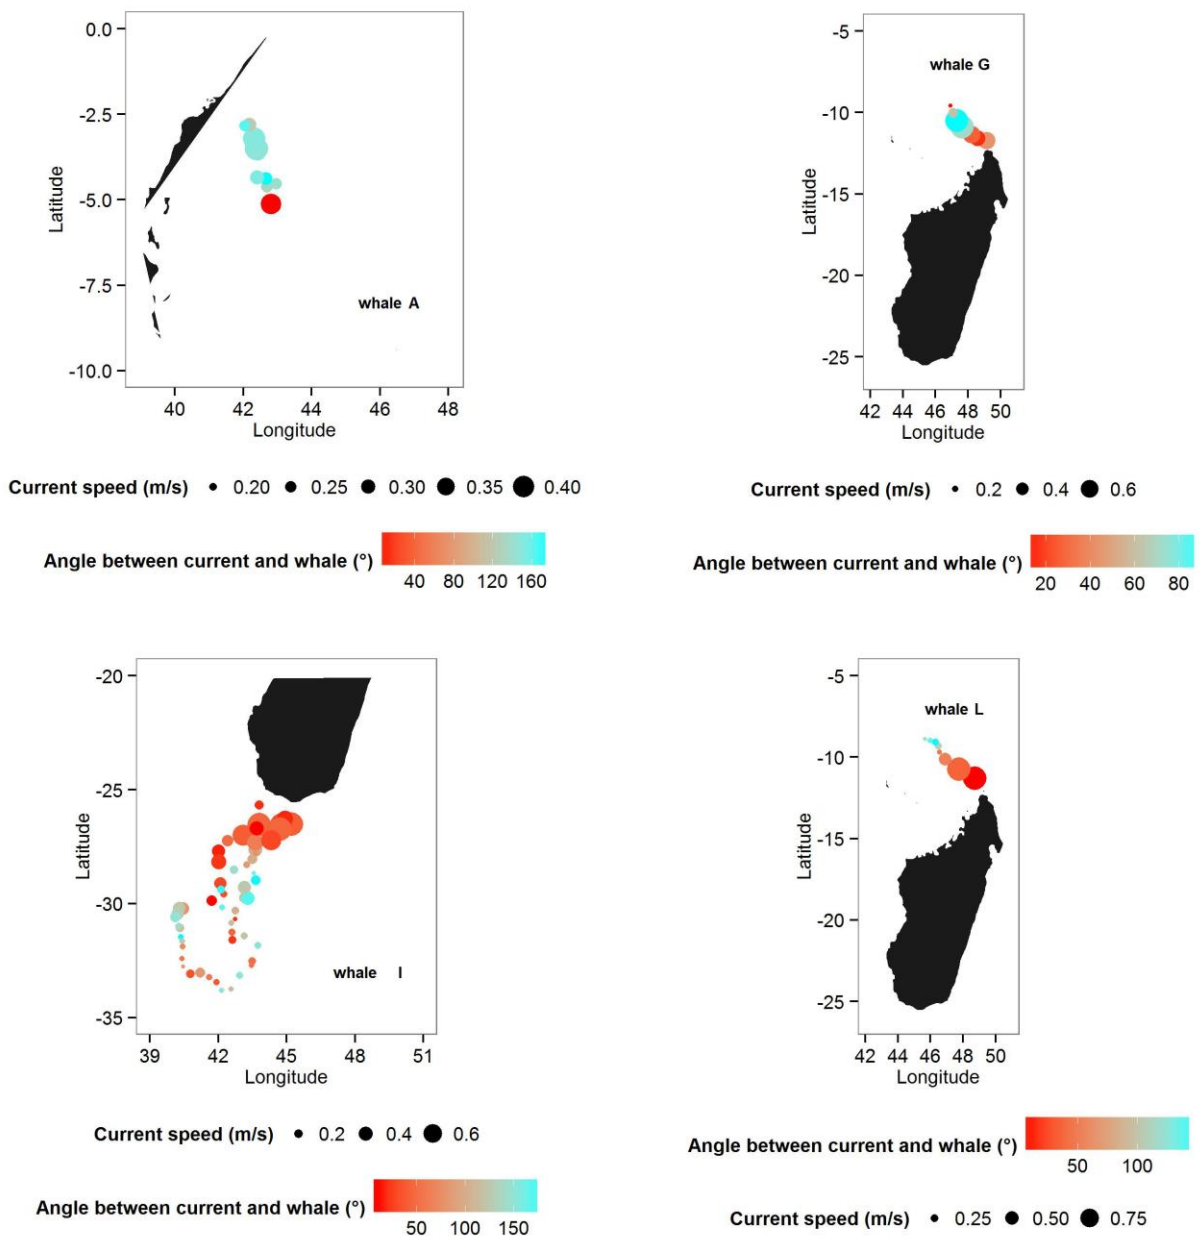 0.0
-2.5
-5.0
-7.5
-10.0
Latitude
whale A
40 42 44 46 48
Longitude
Current speed (m/s) 0.20 0.25 0.30 0.35 0.40
Angle between current and whale (°)
40 80 120 160
-5
-10
-15
-20
-25
Latitude
whale G
42 44 46 48 50
Longitude
Current speed (m/s) 0.2 0.4 0.6
Angle between current and whale (°)
20 40 60 80
-20
-25
-30
-35
Latitude
whale I
39 42 45 48 51
Longitude
Current speed (m/s) 0.2 0.4 0.6
Angle between current and whale (°)
50 100 150
-5
-10
-15
-20
-25
Latitude
whale L
42 44 46 48 50
Longitude
Angle between current and whale (°)
50 100
Current speed (m/s) 0.25 0.50 0.75